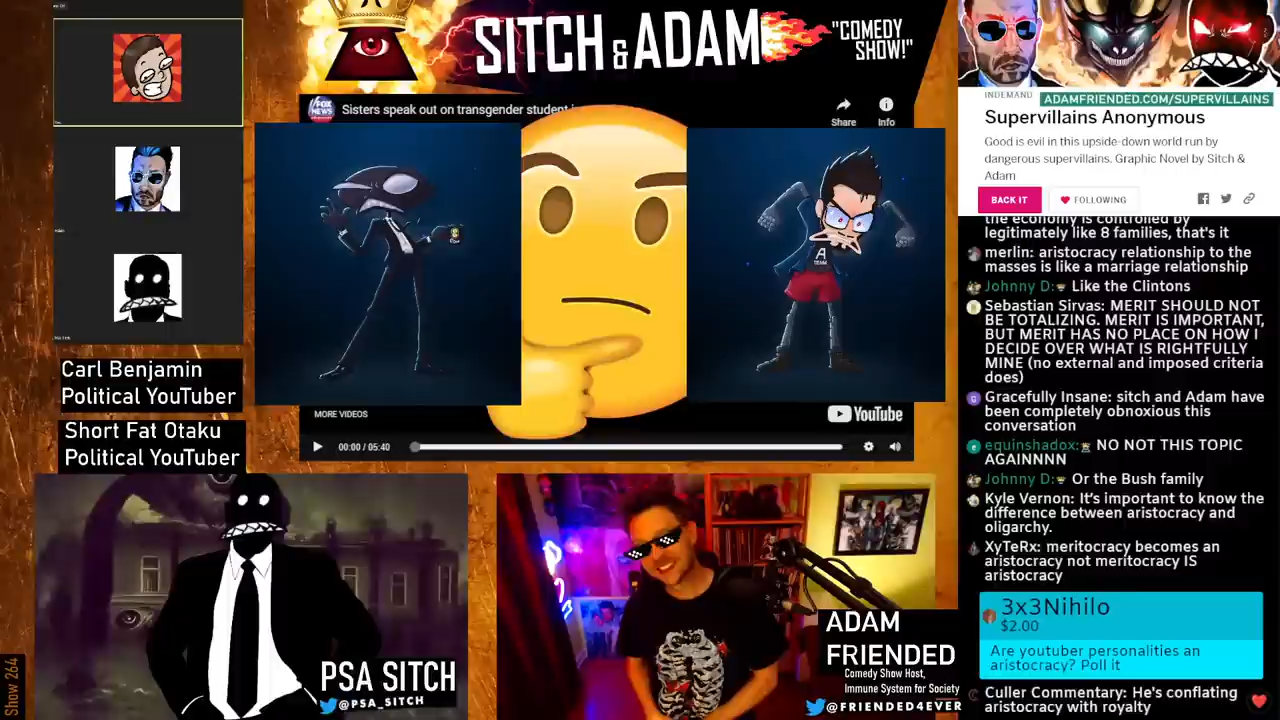 SITCH & ADAM
"COMEDY
SHOW!"
FOX
NEWS
Sisters speak out on transgender student
Share
Info
A
TEAM
MORE VIDEOS
YouTube
00:00 / 05:40
Carl Benjamin
Political YouTuber
Short Fat Otaku
Political YouTuber
PSA SITCH
@PSA_SITCH
ADAM
FRIENDED
Comedy Show Host,
Immune System for Society
@FRIENDED4EVER
Show 264
INDEMAND
ADAMFRIENDED.COM/SUPERVILLAINS
Supervillains Anonymous
Good is evil in this upside-down world run by
dangerous supervillains. Graphic Novel by Sitch &
Adam
BACK IT
FOLLOWING
the economy is controlled by
legitimately like 8 families, that's it
merlin: aristocracy relationship to the
masses is like a marriage relationship
Johnny D: Like the Clintons
Sebastian Sirvas: MERIT SHOULD NOT
BE TOTALIZING. MERIT IS IMPORTANT,
BUT MERIT HAS NO PLACE ON HOW I
DECIDE OVER WHAT IS RIGHTFULLY
MINE (no external and imposed criteria
does)
Gracefully Insane: sitch and Adam have
been completely obnoxious this
conversation
equinshadox: NO NOT THIS TOPIC
AGAINNNN
Johnny D: Or the Bush family
Kyle Vernon: It's important to know the
difference between aristocracy and
oligarchy.
XyTeRx: meritocracy becomes an
aristocracy not meritocracy IS
aristocracy
3x3Nihilo
$2.00
Are youtuber personalities an
aristocracy? Poll it
Culler Commentary: He's conflating
aristocracy with royalty